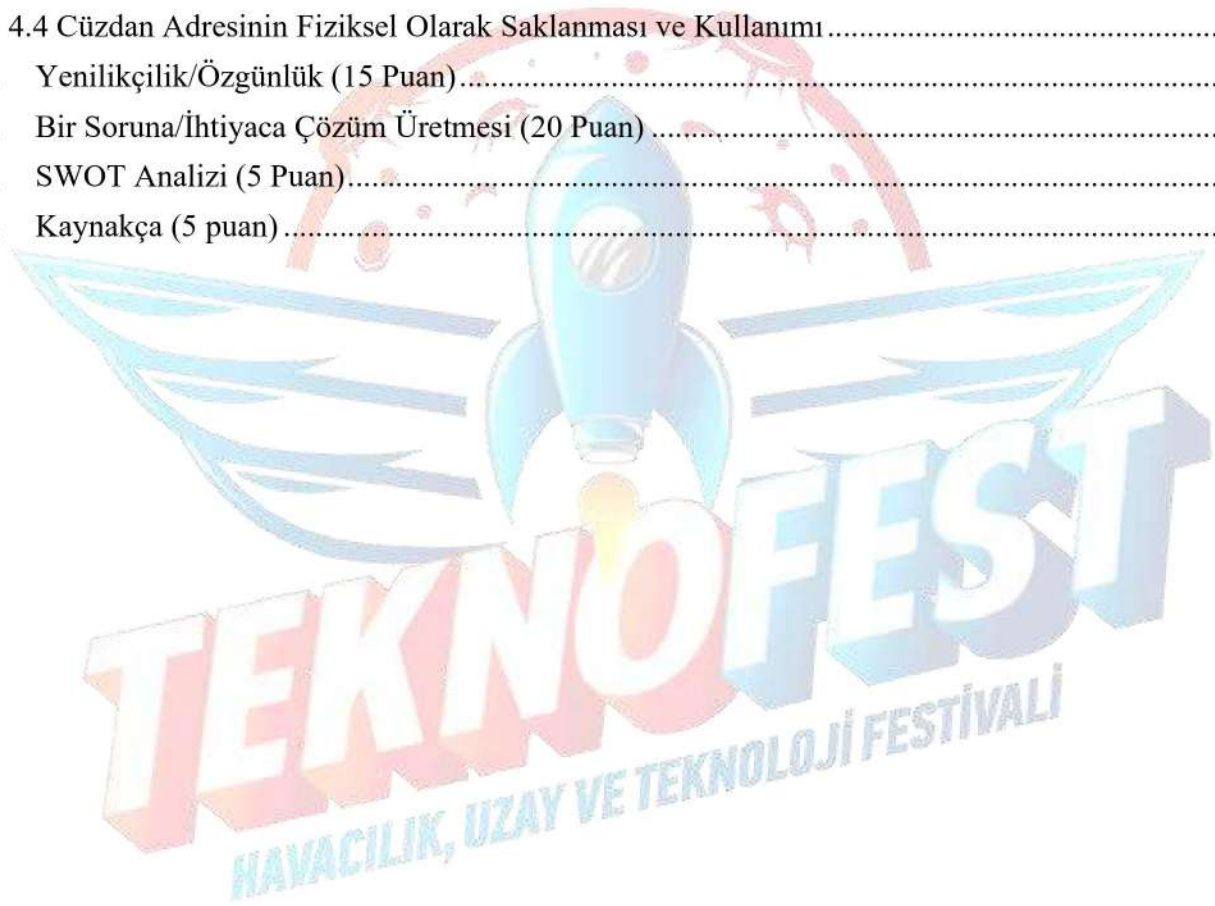 4.4 Cüzdan Adresinin Fiziksel Olarak Saklanması ve Kullanımı........................................................
Yenilikçilik/Özgünlük (15 Puan)........................................................
Bir Soruna/İhtiyaca Çözüm Üretmesi (20 Puan)........................................................
SWOT Analizi (5 Puan)........................................................
Kaynakça (5 puan)........................................................
TEKNOFEST
HAVACILIK, UZAY VE TEKNOLOJİ FESTİVALİ